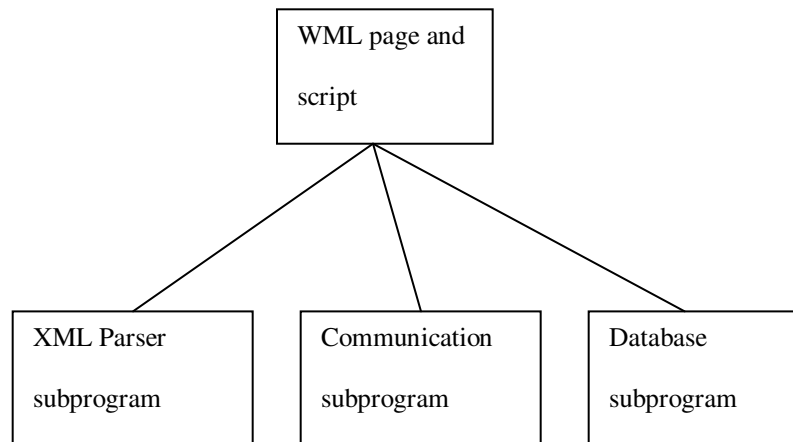 WML page and
script
XML Parser
subprogram
Communication
subprogram
Database
subprogram